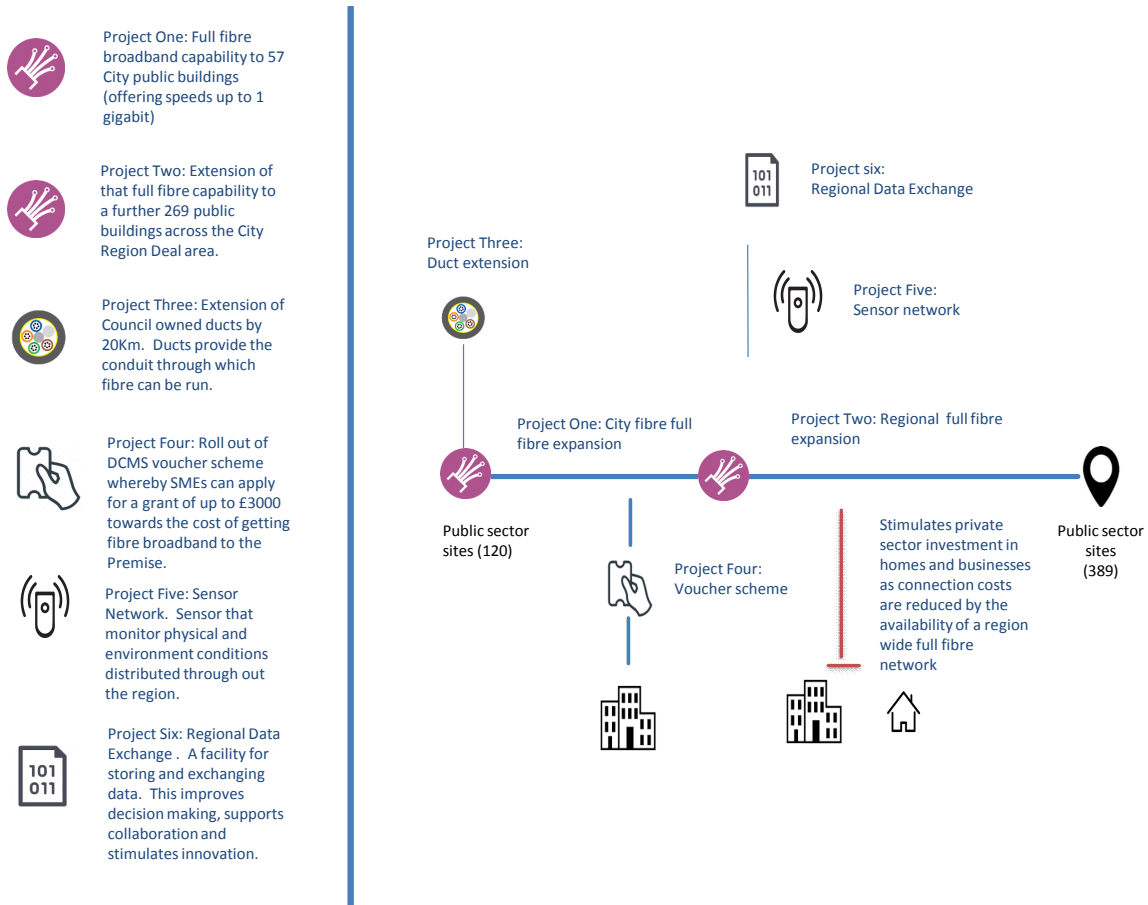 Project One: Full fibre
broadband capability to 57
City public buildings
(offering speeds up to 1
gigabit)
Project Two: Extension of
that full fibre capability to
a further 269 public
buildings across the City
Region Deal area.
Project Three: Extension of
Council owned ducts by
20Km. Ducts provide the
conduit through which
fibre can be run.
Project Four: Roll out of
DCMS voucher scheme
whereby SMEs can apply
for a grant of up to £3000
towards the cost of getting
fibre broadband to the
Premise.
Project Five: Sensor
Network. Sensor that
monitor physical and
environment conditions
distributed through out
the region.
101
011
Project Six: Regional Data
Exchange . A facility for
storing and exchanging
data. This improves
decision making, supports
collaboration and
stimulates innovation.
101
011
Project six:
Regional Data Exchange
Project Three:
Duct extension
Project Five:
Sensor network
Project One: City fibre full
fibre expansion
Project Two: Regional full fibre
expansion
Public sector
sites (120)
Project Four:
Voucher scheme
Stimulates private
sector investment in
homes and businesses
as connection costs
are reduced by the
availability of a region
wide full fibre
network
Public sector
sites
(389)